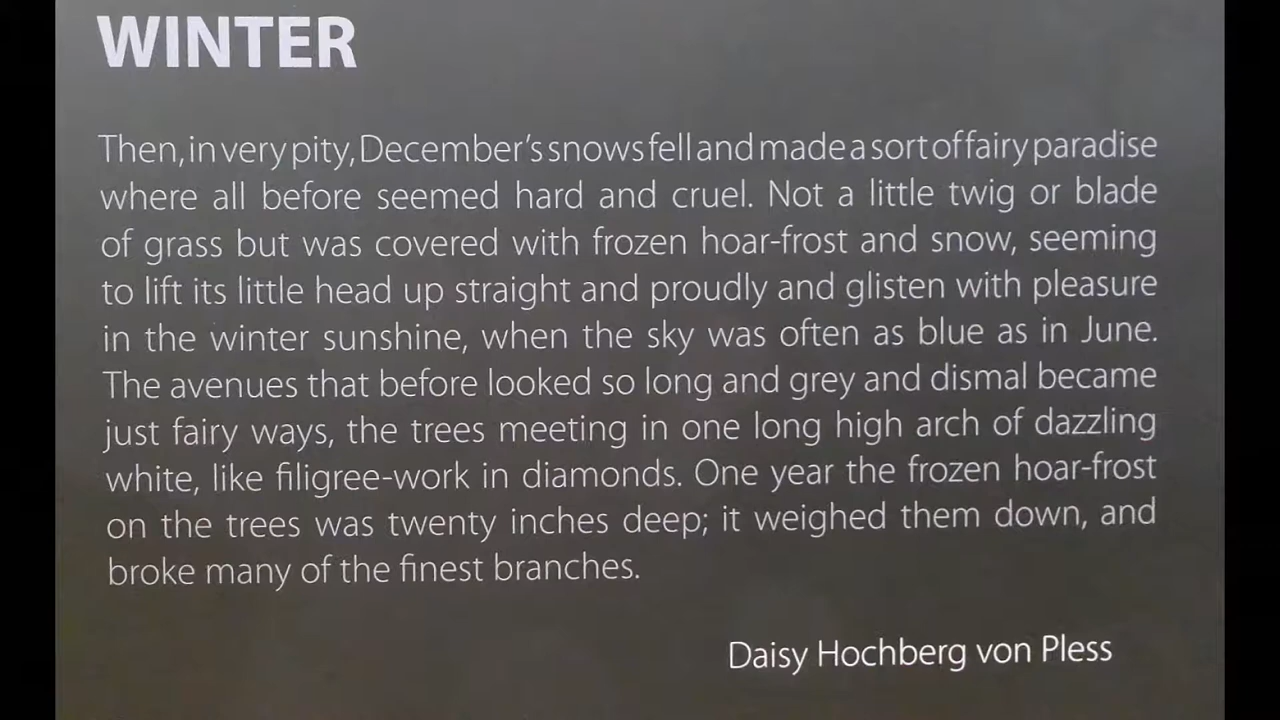 WINTER
Then, in very pity, December's snows fell and made a sort of fairy paradise
where all before seemed hard and cruel. Not a little twig or blade
of grass but was covered with frozen hoar-frost and snow, seeming
to lift its little head up straight and proudly and glisten with pleasure
in the winter sunshine, when the sky was often as blue as in June.
The avenues that before looked so long and grey and dismal became
just fairy ways, the trees meeting in one long high arch of dazzling
white, like filigree-work in diamonds. One year the frozen hoar-frost
on the trees was twenty inches deep; it weighed them down, and
broke many of the finest branches.
Daisy Hochberg von Pless